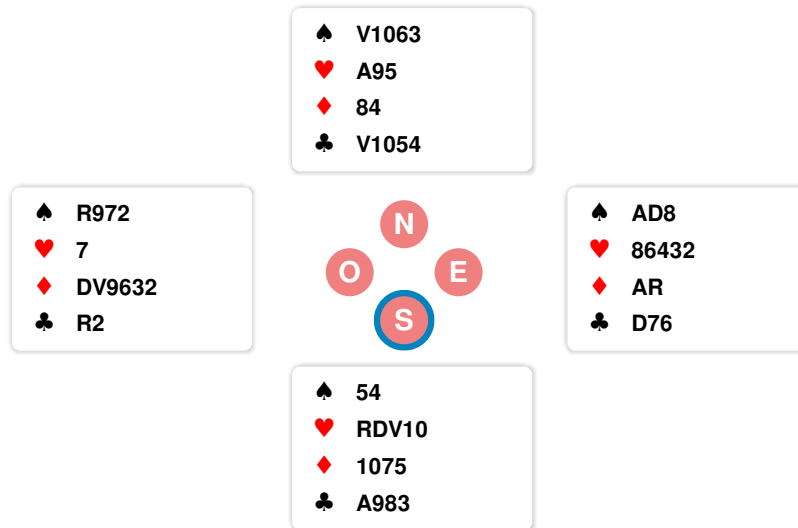 ♠ V1063
♥ A95
♦ 84
♣ V1054
♠ R972
♥ 7
♦ DV9632
♣ R2
N
O E
S
♠ AD8
♥ 86432
♦ AR
♣ D76
♠ 54
♥ RDV10
♦ 1075
♣ A983